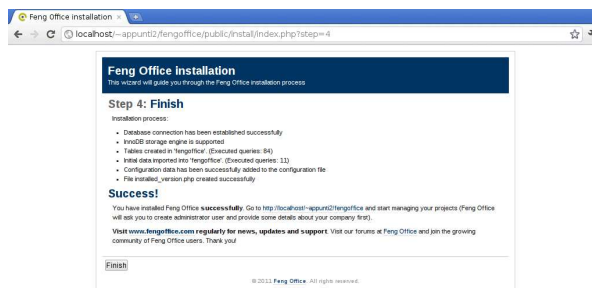 Feng Office installation
localhost/~appunti2/fengoffice/public/install/index.php?step=4
Feng Office installation
This wizard will guide you through the Feng Office installation process
Step 4: Finish
Installation process:
Database connection has been established successfully
InnoDB storage engine is supported
Tables created in 'fengoffice'. (Executed queries: 84)
Initial data imported into 'fengoffice'. (Executed queries: 11)
Configuration data has been successfully added to the configuration file
File installed_version.php created successfully
Success!
You have installed Feng Office successfully. Go to http://localhost/~appunti2/fengoffice and start managing your projects (Feng Office
will ask you to create administrator user and provide some details about your company first).
Visit www.fengoffice.com regularly for news, updates and support. Visit our forums at Feng Office and join the growing
community of Feng Office users. Thank you!
Finish
© 2011 Feng Office. All rights reserved.